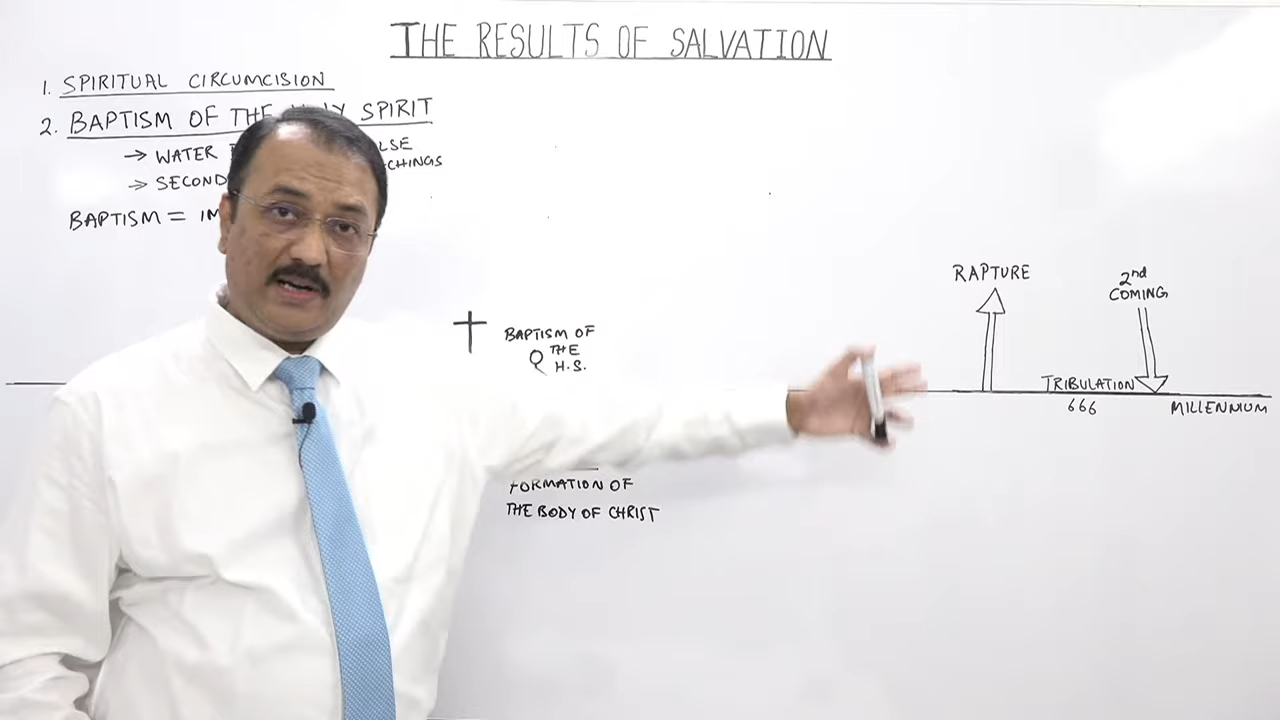 THE RESULTS OF SALVATION
1. SPIRITUAL CIRCUMCISION
2. BAPTISM OF THE HOLY SPIRIT
→ WATER
→ SECOND
BAPTISM =
RAPTURE
2nd
COMING
BAPTISM OF
THE
H.S.
TRIBULATION
666
MILLENNIUM
FORMATION OF
THE BODY OF CHRIST